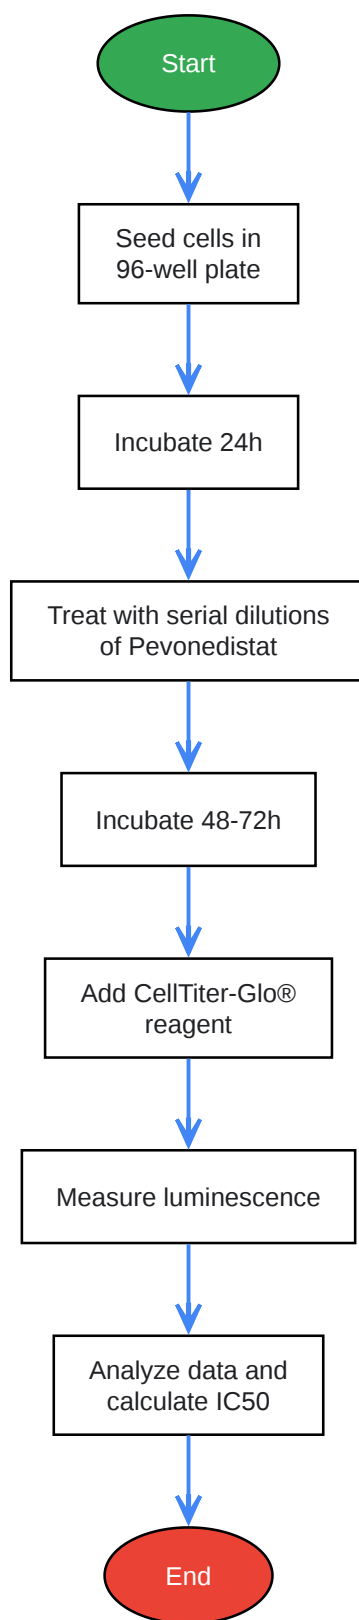 Start
Seed cells in
96-well plate
Incubate 24h
Treat with serial dilutions
of Pevonedistat
Incubate 48-72h
Add CellTiter-Glo®
reagent
Measure luminescence
Analyze data and
calculate IC50
End